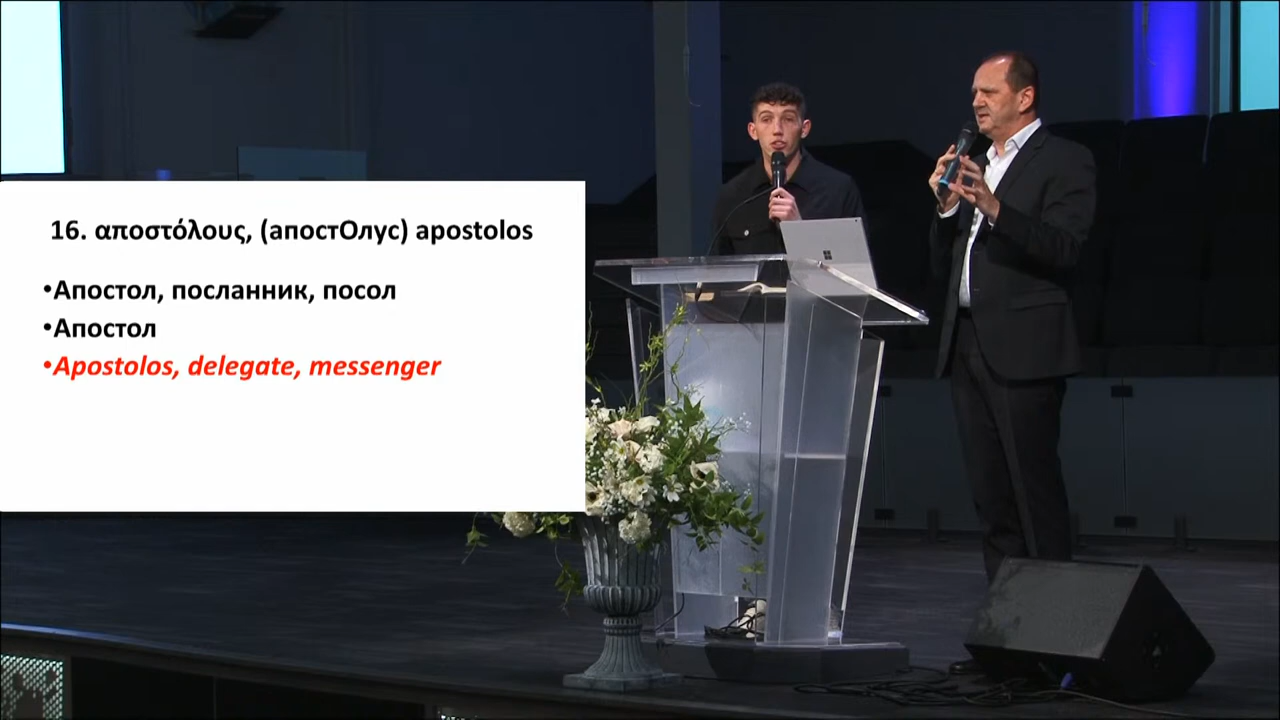 16. αποστόλους, (апостОлус) apostolos
•Апостол, посланник, посол
•Апостол
•Apostolos, delegate, messenger